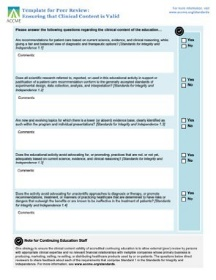 ACCME
Template for Peer Review:
Ensuring that Clinical Content is Valid
FOR MORE INFORMATION, VISIT
www.accme.org/standards
Please answer the following questions regarding the clinical content of the education...
Are recommendations for patient care based on current science, evidence, and clinical reasoning, while
giving a fair and balanced view of diagnostic and therapeutic options? (Standards for Integrity and
Independence 1.1)
Yes
No
Comments:
Does all scientific research referred to, reported, or used in this educational activity in support or
justification of a patient care recommendation conform to the generally accepted standards of
experimental design, data collection, analysis, and interpretation? (Standards for Integrity and
Independence 1.2)
Yes
No
Comments:
Are new and evolving topics for which there is a lower (or absent) evidence base, clearly identified as
such within the program and individual presentations? (Standards for Integrity and Independence 1.3)
Yes
No
Comments:
Does the educational activity avoid advocating for, or promoting, practices that are not, or not yet,
adequately based on current science, evidence, and clinical reasoning? (Standards for Integrity and
Independence 1.3)
Yes
No
Comments:
Does the activity avoid advocating for unscientific approaches to diagnosis or therapy, or
recommendations, treatment, or manners of practicing healthcare that are determined to have risks or
dangers that outweigh the benefits or are known to be ineffective in the treatment of patients? (Standards for
Integrity and Independence 1.4)
Yes
No
Comments:
Note for Continuing Education Staff